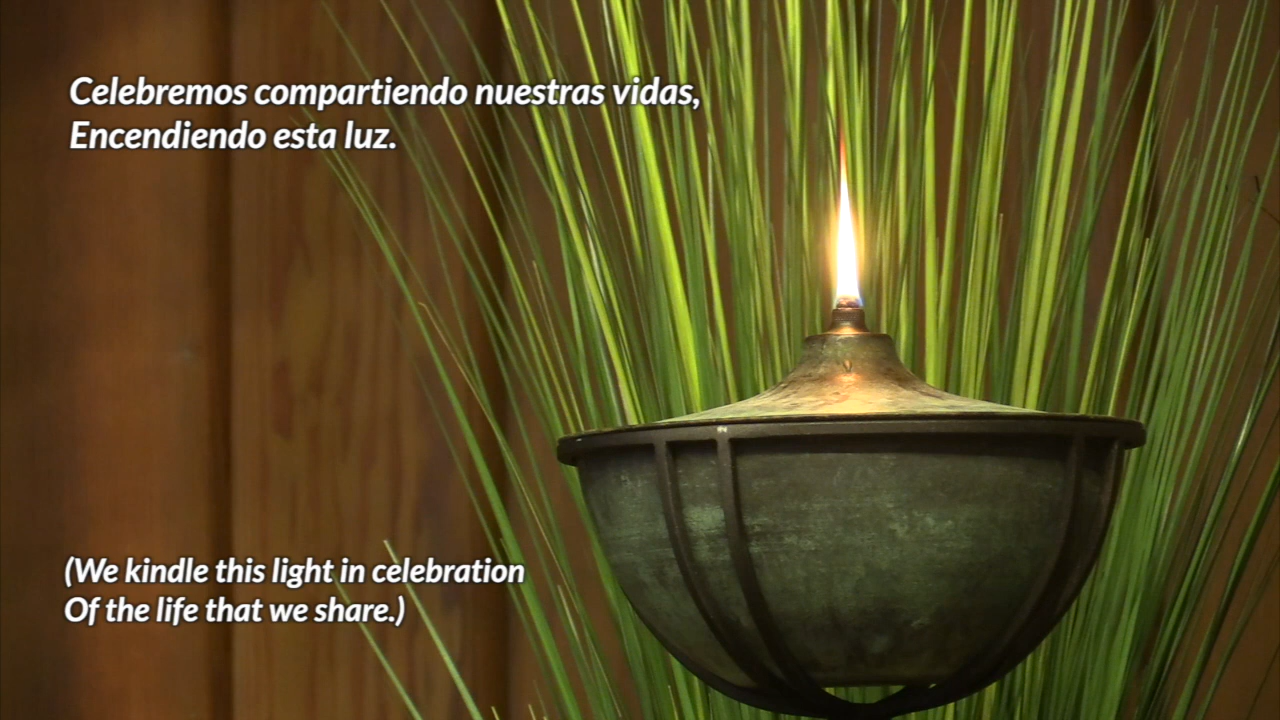 Celebremos compartiendo nuestras vidas,
Encendiendo esta luz.
(We kindle this light in celebration
Of the life that we share.)